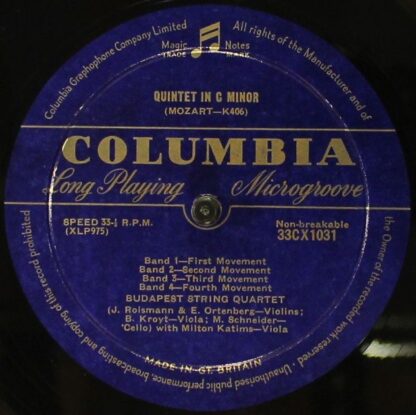 Columbia Graphophone Company Limited
Magic Notes
TRADE MARK
All rights of the Manufacturer and of
the Owner of the recorded work reserved · Unauthorised public performance, broadcasting and copying of this record prohibited
QUINTET IN C MINOR
(MOZART—K406)
COLUMBIA
Long Playing Microgroove
SPEED 33-⅓ R.P.M.
(XLP975)
Non-breakable
33CX1031
Band 1—First Movement
Band 2—Second Movement
Band 3—Third Movement
Band 4—Fourth Movement
BUDAPEST STRING QUARTET
(J. Roismann & E. Ortenberg—Violins;
B. Kroyt—Viola; M. Schneider—
'Cello) with Milton Katims—Viola
MADE IN GT. BRITAIN